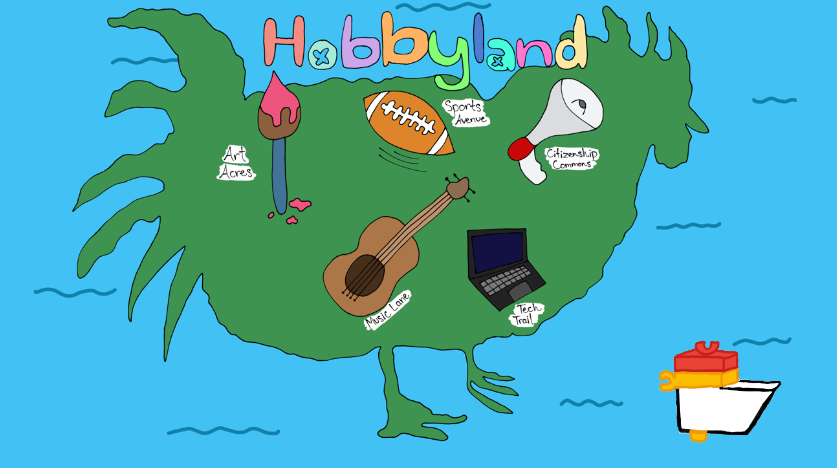 Hobbyland
Sports
Avenue
Art
Acres
Citizenship
Commons
Music Lane
Tech
Trail